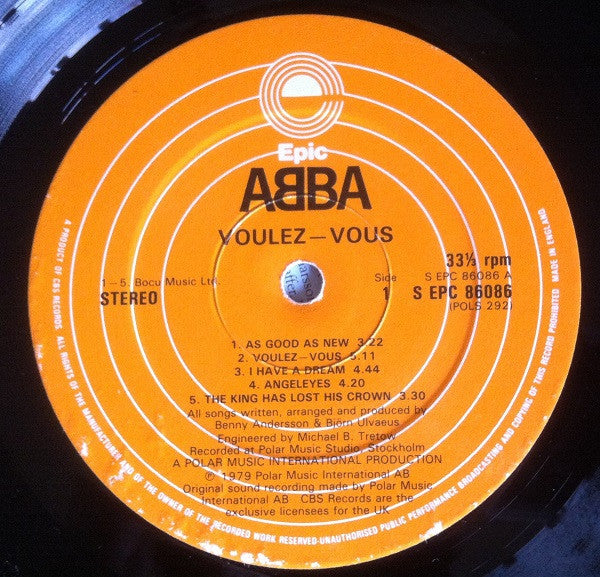 Epic
ABBA
VOULEZ—VOUS
33⅓ rpm
1—5. Bocu Music Ltd.
STEREO
Side
1
S EPC 86086 A
S EPC 86086
(POLS 292)
1. AS GOOD AS NEW 3.22
2. VOULEZ—VOUS 5.11
3. I HAVE A DREAM 4.44
4. ANGELEYES 4.20
5. THE KING HAS LOST HIS CROWN 3.30
All songs written, arranged and produced by
Benny Andersson & Björn Ulvaeus
Engineered by Michael B. Tretow
Recorded at Polar Music Studio, Stockholm
A POLAR MUSIC INTERNATIONAL PRODUCTION
℗ 1979 Polar Music International AB
Original sound recording made by Polar Music
International AB CBS Records are the
exclusive licensees for the UK
A PRODUCT OF CBS RECORDS. ALL RIGHTS OF THE MANUFACTURER AND OF THE OWNER OF THE RECORDED WORK RESERVED-UNAUTHORISED PUBLIC PERFORMANCE BROADCASTING AND COPYING OF THIS RECORD PROHIBITED MADE IN ENGLAND